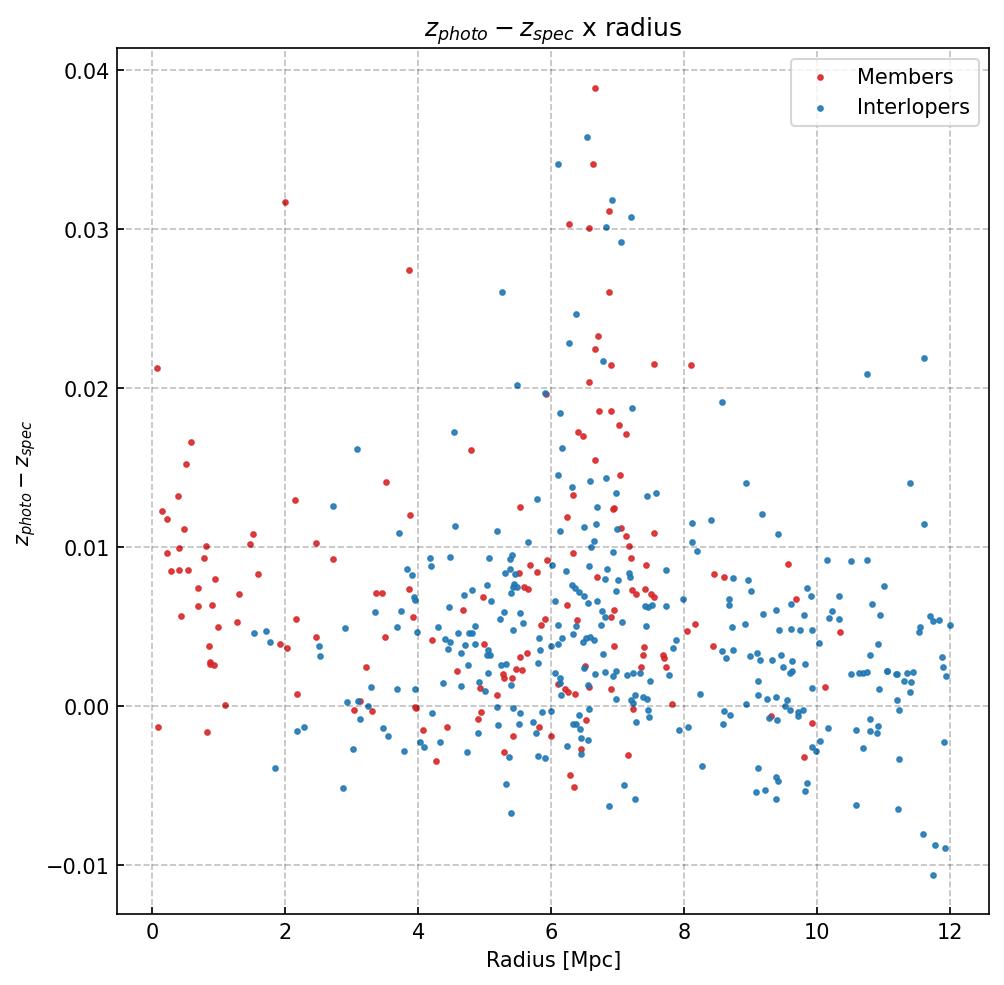 z_photo − z_spec x radius
Members
Interlopers
0.04
0.03
0.02
0.01
0.00
−0.01
z_photo − z_spec
0 2 4 6 8 10 12
Radius [Mpc]